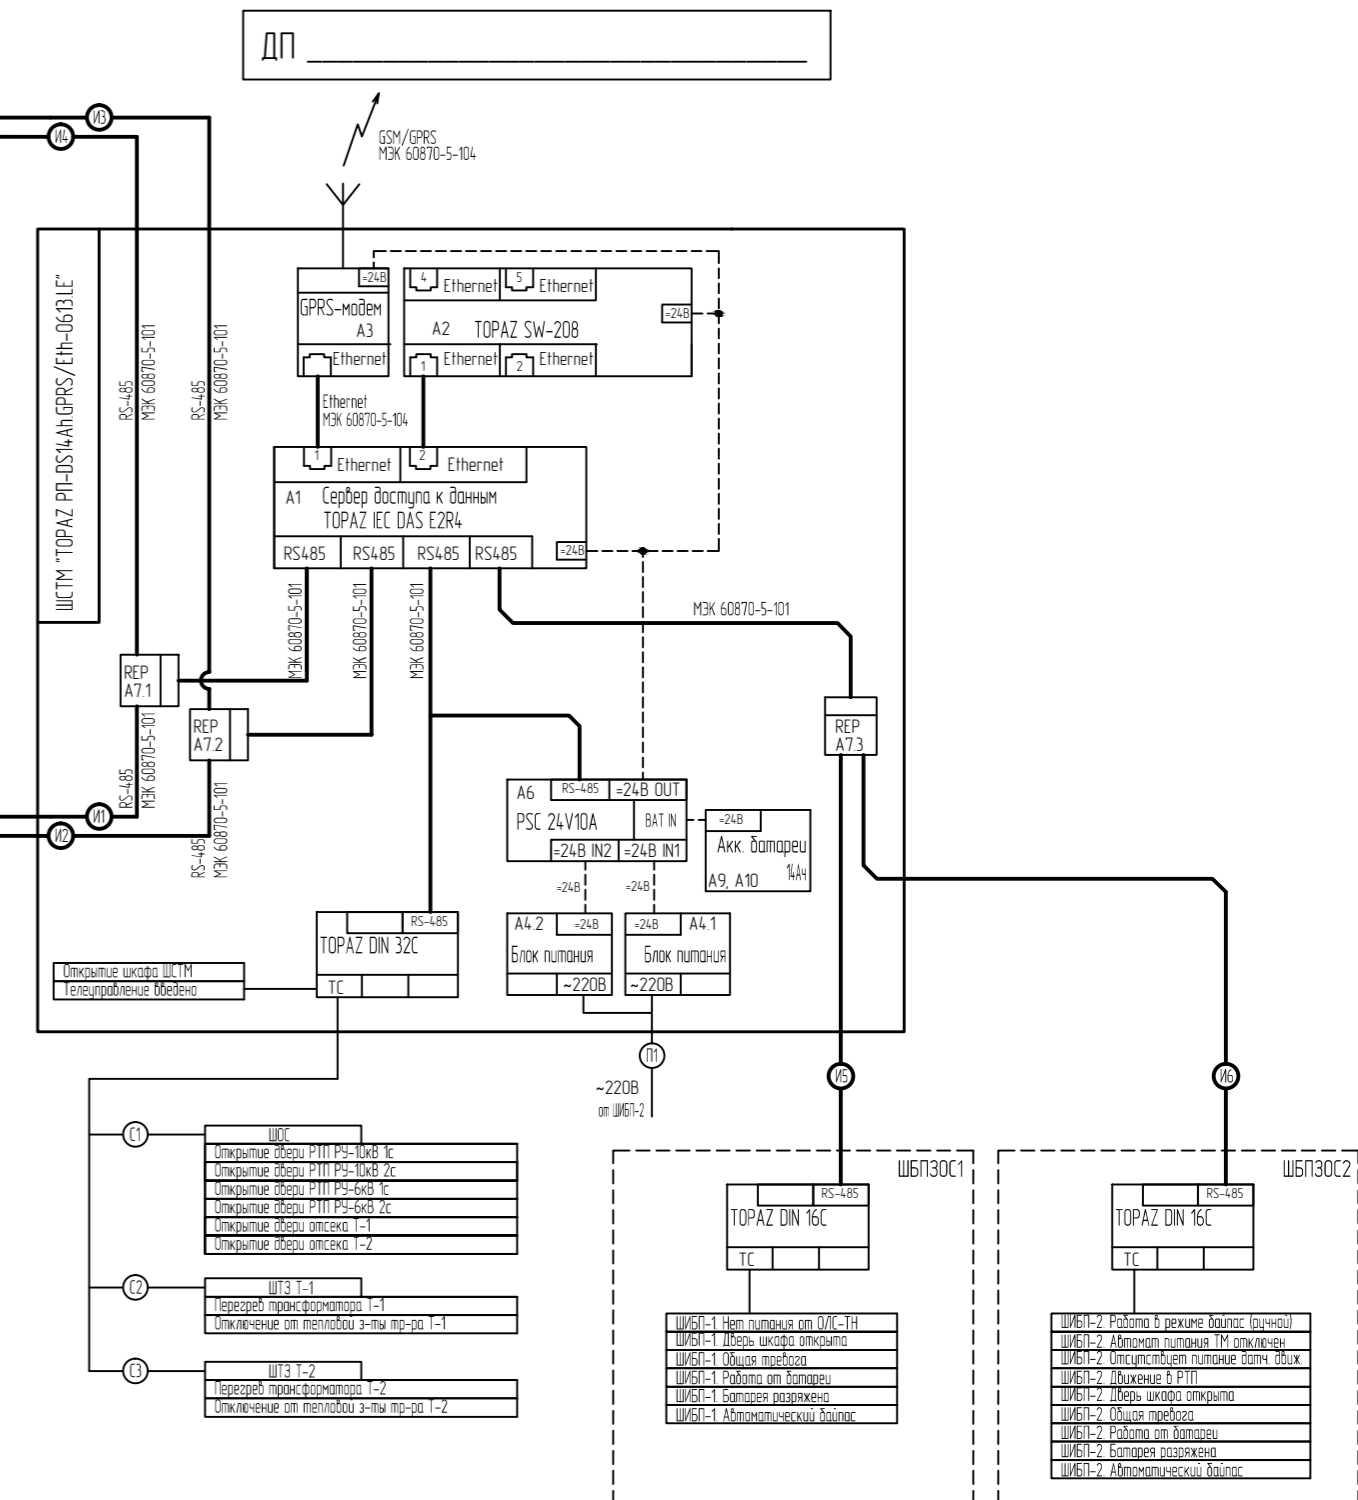 ДП
И3
И4
GSM/GPRS
МЭК 60870-5-104
ШСТМ "TOPAZ РП-DS14Ah.GPRS/Eth-0613.LE"
RS-485
МЭК 60870-5-101
RS-485
МЭК 60870-5-101
=24В
GPRS-модем
А3
Ethernet
4 Ethernet 5 Ethernet
=24В
А2 TOPAZ SW-208
1 Ethernet 2 Ethernet
Ethernet
МЭК 60870-5-104
1 Ethernet 2 Ethernet
А1 Сервер доступа к данным
TOPAZ IEC DAS E2R4
RS485 RS485 RS485 RS485 =24В
МЭК 60870-5-101
МЭК 60870-5-101
МЭК 60870-5-101
МЭК 60870-5-101
REP
А7.1
REP
А7.2
REP
А7.3
RS-485
МЭК 60870-5-101
RS-485
МЭК 60870-5-101
И1
И2
А6 RS-485 =24В OUT
PSC 24V10A BAT IN
=24В IN2 =24В IN1
=24В
Акк. батареи
14Ач
А9, А10
=24В =24В
А4.2 =24В
Блок питания
~220В
=24В А4.1
Блок питания
~220В
RS-485
TOPAZ DIN 32C
ТС
Открытие шкафа ШСТМ
Телеуправление введено
П1
~220В
от ШИБП-2
И5
И6
С1
ШОС
Открытие двери РТП РУ-10кВ 1с
Открытие двери РТП РУ-10кВ 2с
Открытие двери РТП РУ-6кВ 1с
Открытие двери РТП РУ-6кВ 2с
Открытие двери отсека Т-1
Открытие двери отсека Т-2
С2
ШТЗ Т-1
Перегрев трансформатора Т-1
Отключение от тепловой з-ты тр-ра Т-1
С3
ШТЗ Т-2
Перегрев трансформатора Т-2
Отключение от тепловой з-ты тр-ра Т-2
ШБПЗОС1
RS-485
TOPAZ DIN 16C
ТС
ШИБП-1. Нет питания от ОЛС-ТН
ШИБП-1. Дверь шкафа открыта
ШИБП-1. Общая тревога
ШИБП-1. Работа от батареи
ШИБП-1. Батарея разряжена
ШИБП-1. Автоматический байпас
ШБПЗОС2
RS-485
TOPAZ DIN 16C
ТС
ШИБП-2. Работа в режиме байпас (ручной)
ШИБП-2. Автомат питания ТМ отключен
ШИБП-2. Отсутствует питание датч. движ.
ШИБП-2. Движение в РТП
ШИБП-2. Дверь шкафа открыта
ШИБП-2. Общая тревога
ШИБП-2. Работа от батареи
ШИБП-2. Батарея разряжена
ШИБП-2. Автоматический байпас